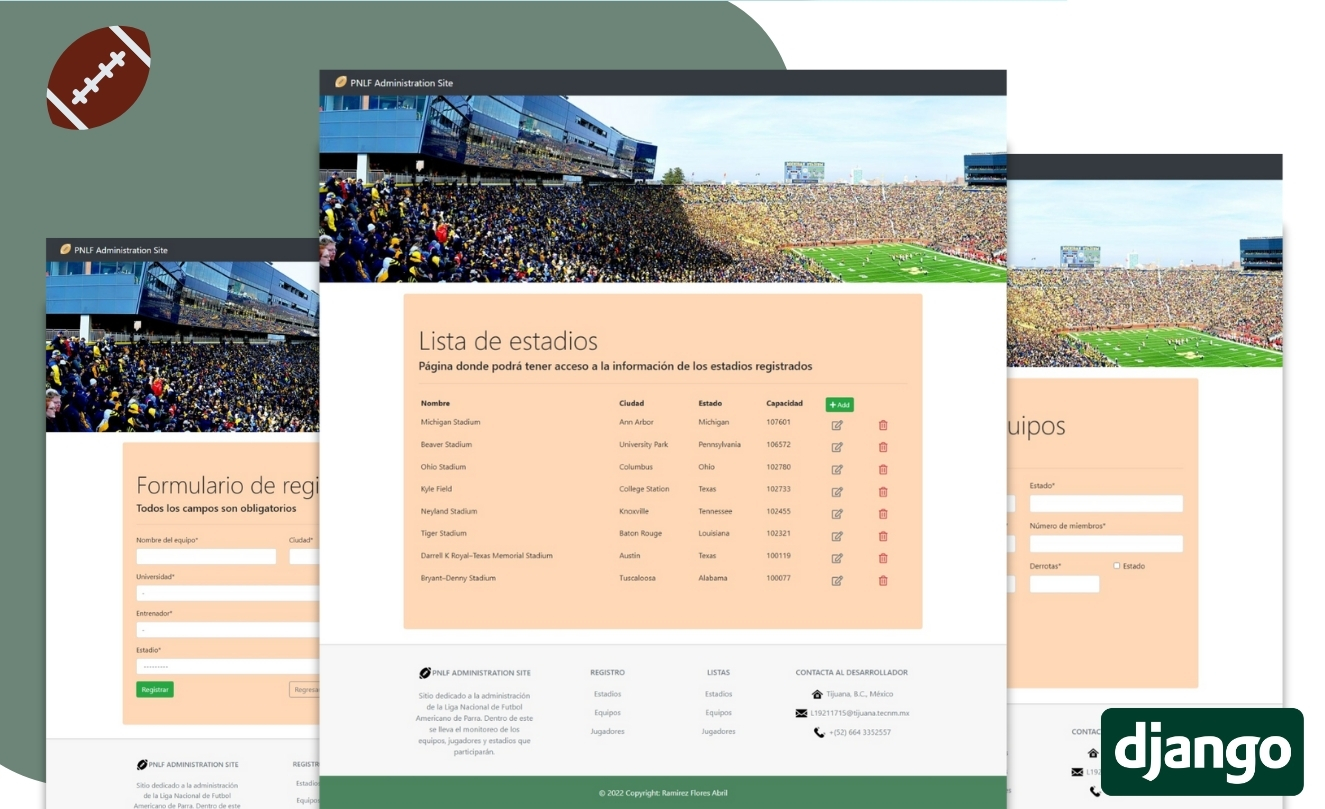 PNLF Administration Site
Lista de estadios
Página donde podrá tener acceso a la información de los estadios registrados
Nombre Ciudad Estado Capacidad + Add
Michigan Stadium Ann Arbor Michigan 107601
Beaver Stadium University Park Pennsylvania 106572
Ohio Stadium Columbus Ohio 102780
Kyle Field College Station Texas 102733
Neyland Stadium Knoxville Tennessee 102455
Tiger Stadium Baton Rouge Louisiana 102321
Darrell K Royal–Texas Memorial Stadium Austin Texas 100119
Bryant–Denny Stadium Tuscaloosa Alabama 100077
PNLF ADMINISTRATION SITE
Sitio dedicado a la administración
de la Liga Nacional de Futbol
Americano de Parra. Dentro de este
se lleva el monitoreo de los
equipos, jugadores y estadios que
participarán.
REGISTRO
Estadios
Equipos
Jugadores
LISTAS
Estadios
Equipos
Jugadores
CONTACTA AL DESARROLLADOR
Tijuana, B.C., México
L19211715@tijuana.tecnm.mx
+(52) 664 3352557
© 2022 Copyright: Ramirez Flores Abril
PNLF Administration Site
Formulario de regi
Todos los campos son obligatorios
Nombre del equipo* Ciudad*
Universidad*
-
Entrenador*
-
Estadio*
---------
Registrar Regresa
PNLF ADMINISTRATION SITE
Sitio dedicado a la administración
de la Liga Nacional de Futbol
Americano de Parra. Dentro de este
REGISTR
Estadio
Equipo
uipos
Estado*
Número de miembros*
Derrotas* Estado
CONTAC
L192
django